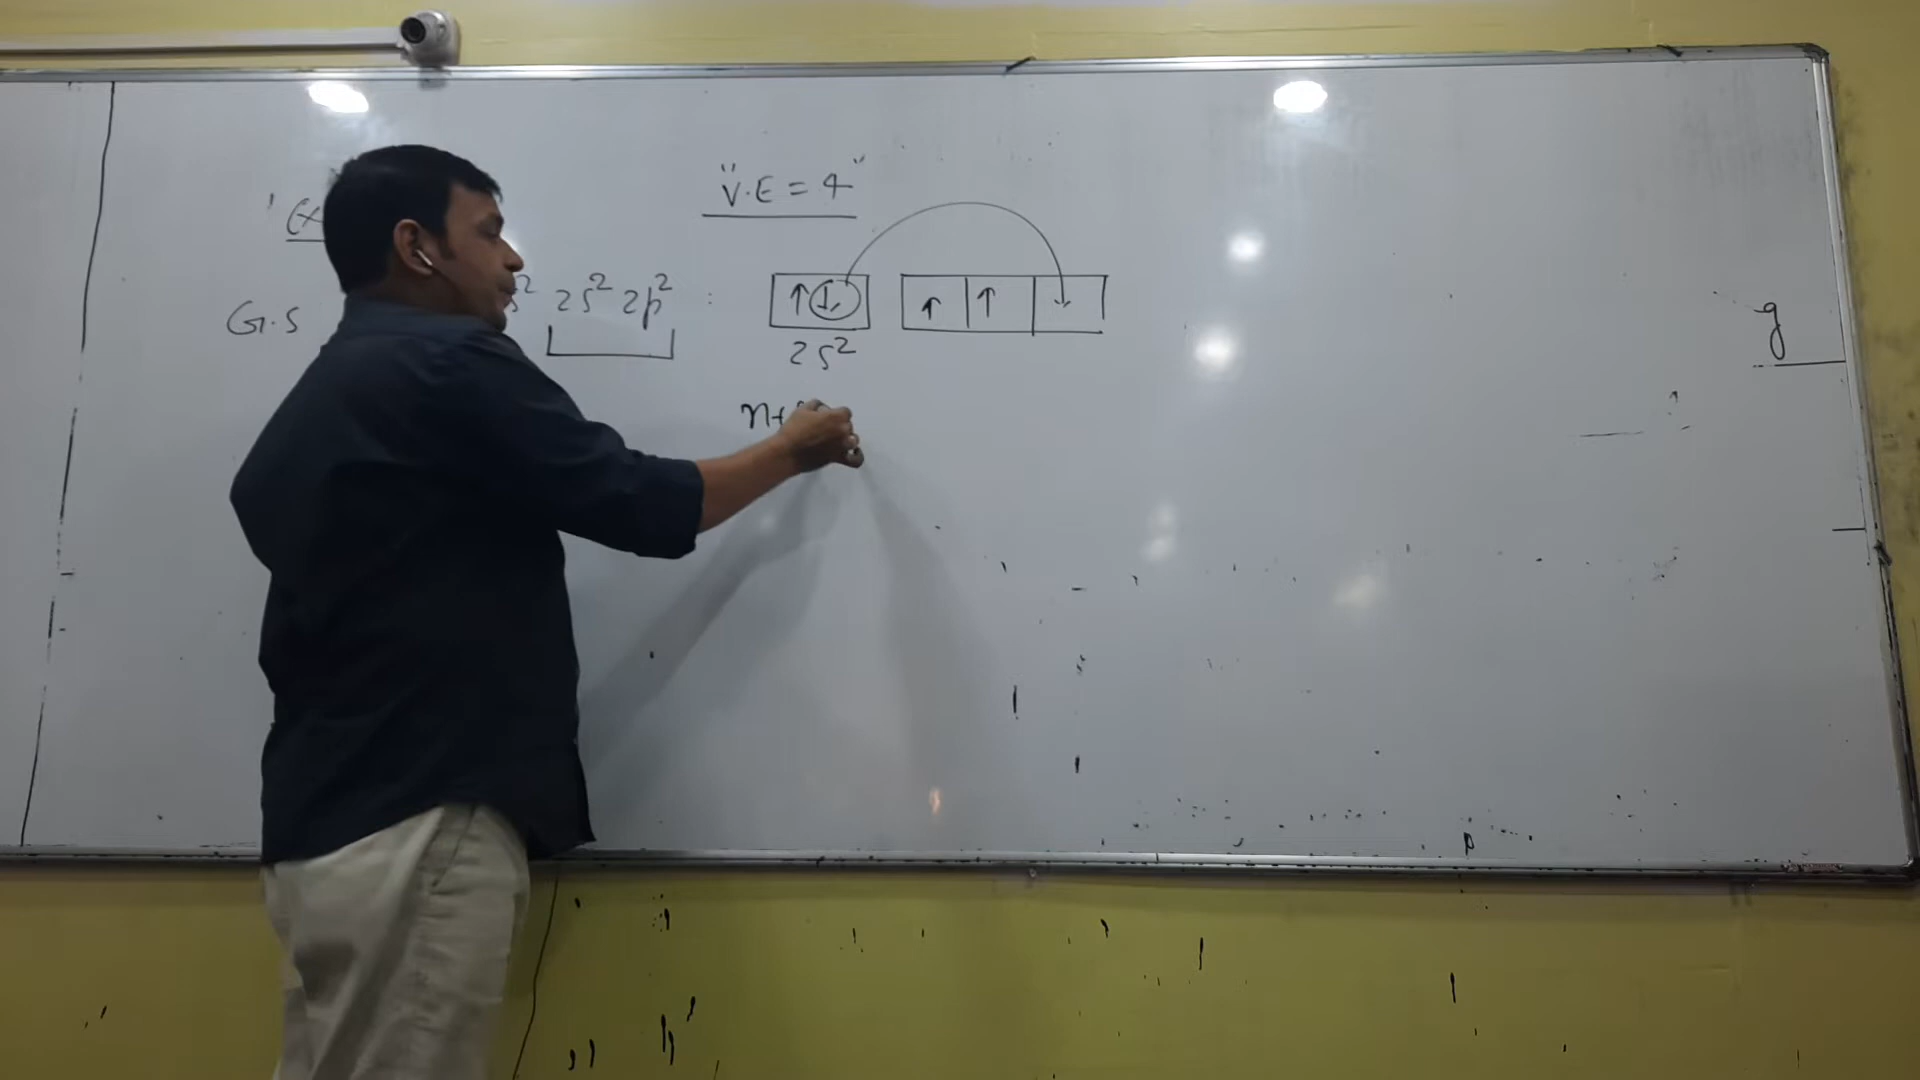 "V.E = 4"
G.S 2s² 2p² :
↑ ↓ ↑ ↑
2s²
n+
g